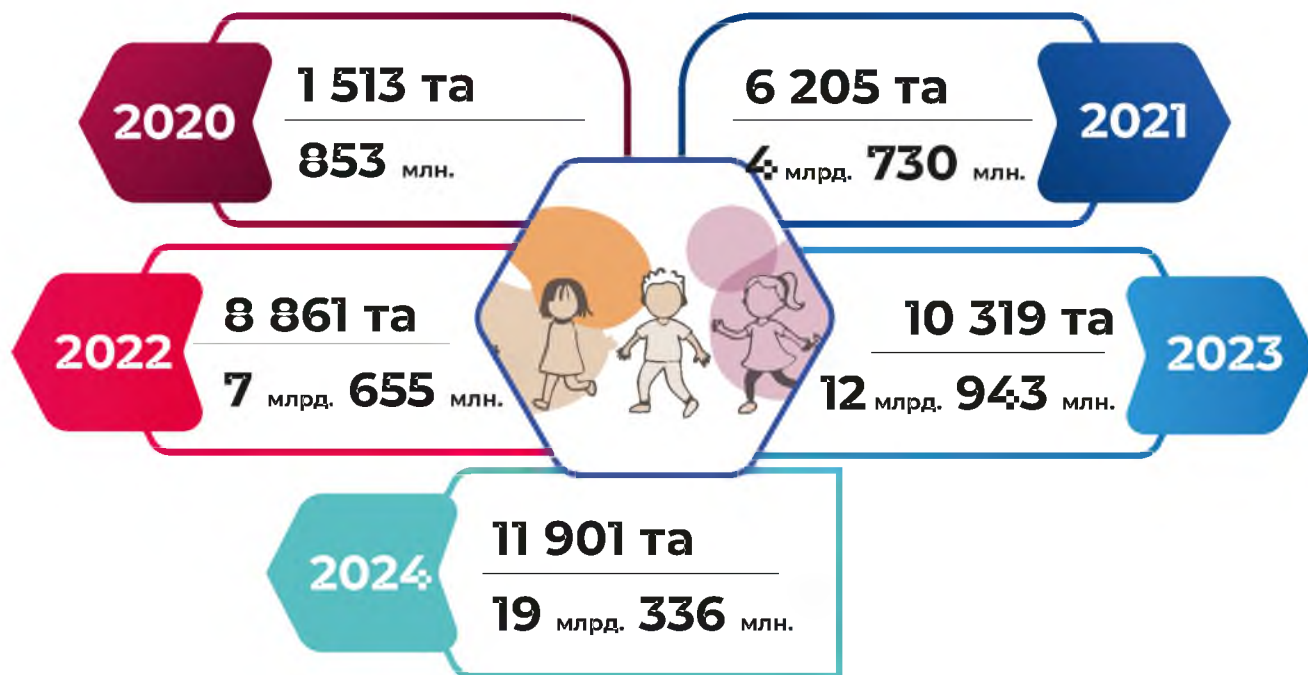 2020
1 513 та
853 млн.
6 205 та
4 млрд. 730 млн.
2021
2022
8 861 та
7 млрд. 655 млн.
10 319 та
12 млрд. 943 млн.
2023
2024
11 901 та
19 млрд. 336 млн.